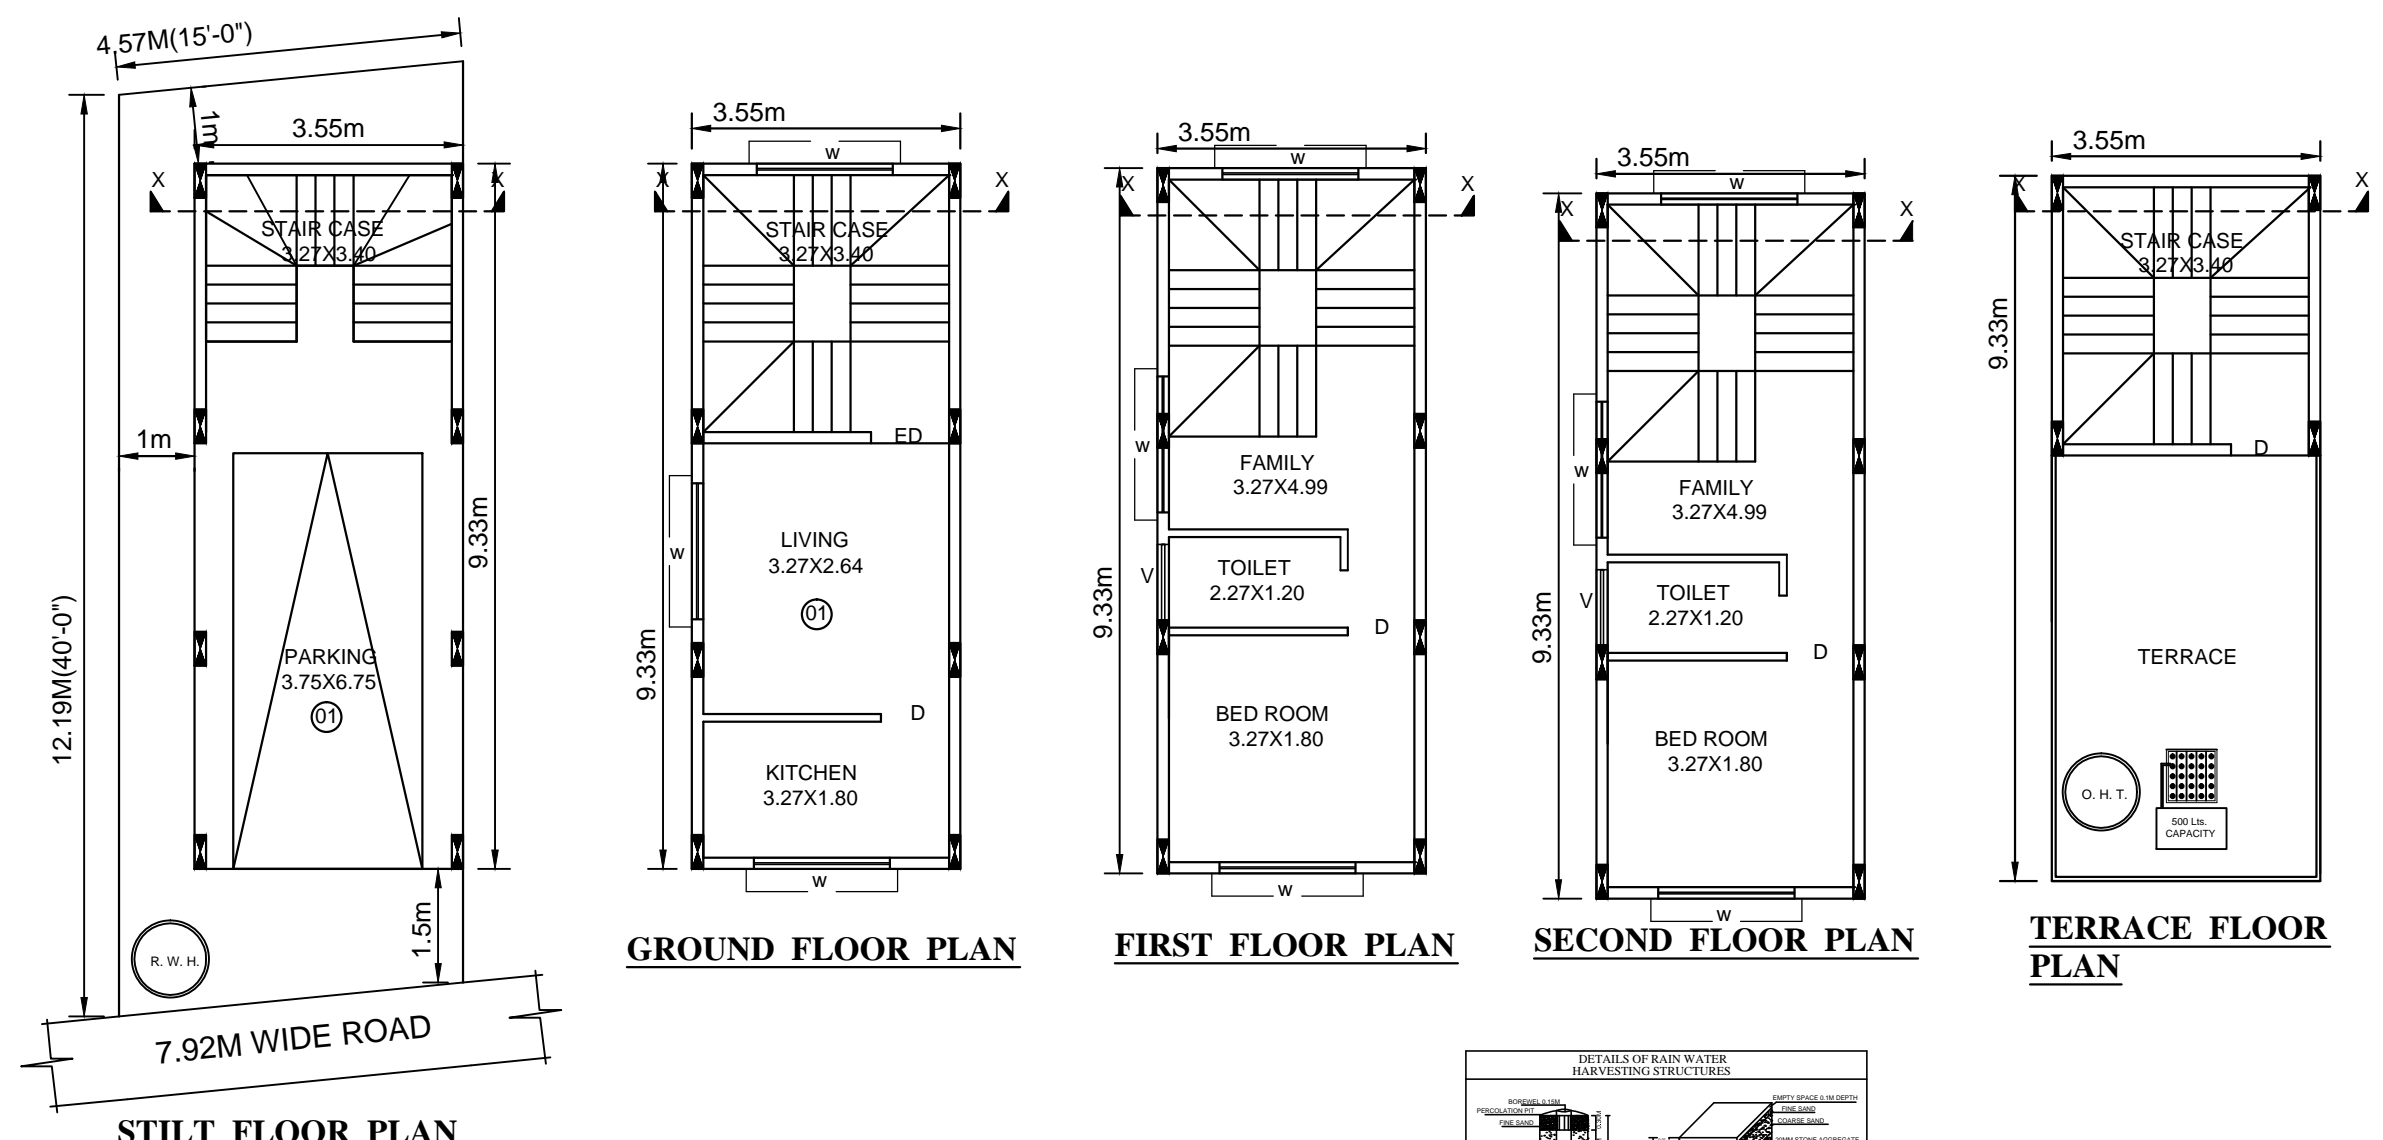 4.57M(15'-0")
1m
3.55m
X
X
STAIR CASE
3.27X3.40
1m
9.33m
12.19M(40'-0")
PARKING
3.75X6.75
01
1.5m
R. W. H.
7.92M WIDE ROAD
STILT FLOOR PLAN
3.55m
W
X
X
STAIR CASE
3.27X3.40
ED
W
LIVING
3.27X2.64
01
9.33m
D
KITCHEN
3.27X1.80
W
GROUND FLOOR PLAN
3.55m
W
X
X
W
FAMILY
3.27X4.99
V
TOILET
2.27X1.20
9.33m
D
BED ROOM
3.27X1.80
W
FIRST FLOOR PLAN
3.55m
W
X
X
W
FAMILY
3.27X4.99
V
TOILET
2.27X1.20
9.33m
D
BED ROOM
3.27X1.80
W
SECOND FLOOR PLAN
3.55m
X
X
STAIR CASE
3.27X3.40
9.33m
D
TERRACE
O. H. T.
500 Lts.
CAPACITY
TERRACE FLOOR
PLAN
DETAILS OF RAIN WATER
HARVESTING STRUCTURES
BOREWEL 0.15M
PERCOLATION PIT
FINE SAND
EMPTY SPACE 0.1M DEPTH
FINE SAND
COARSE SAND
20MM STONE AGGREGATE